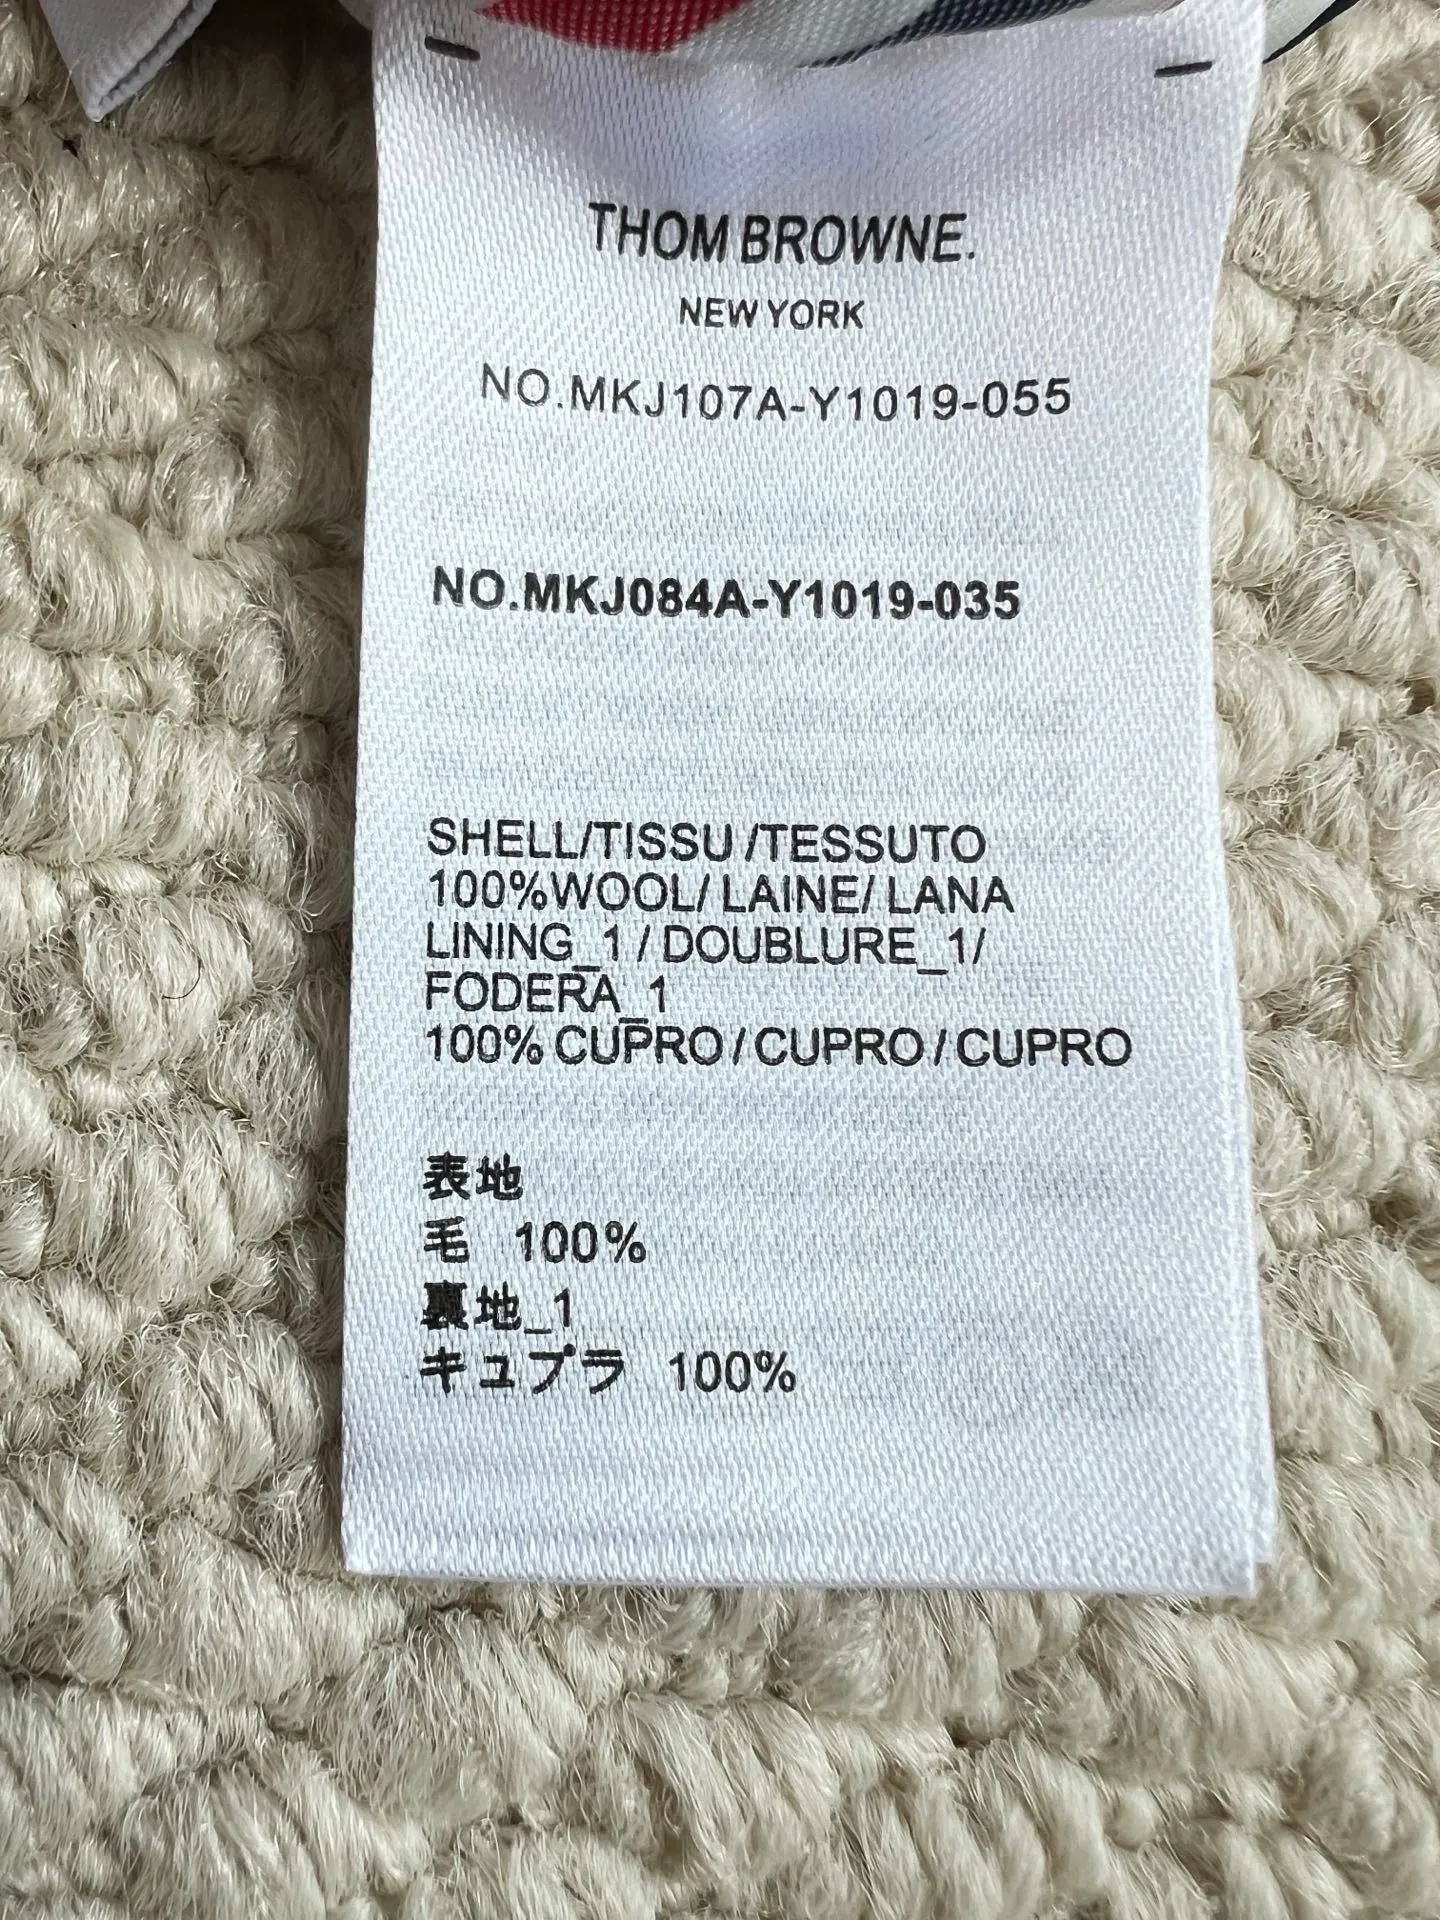 THOM BROWNE.
NEW YORK
NO.MKJ107A-Y1019-055
NO.MKJ084A-Y1019-035
SHELL/TISSU /TESSUTO
100%WOOL/ LAINE/ LANA
LINING_1 / DOUBLURE_1/
FODERA_1
100% CUPRO / CUPRO / CUPRO
表地
毛 100%
裏地_1
キュプラ 100%